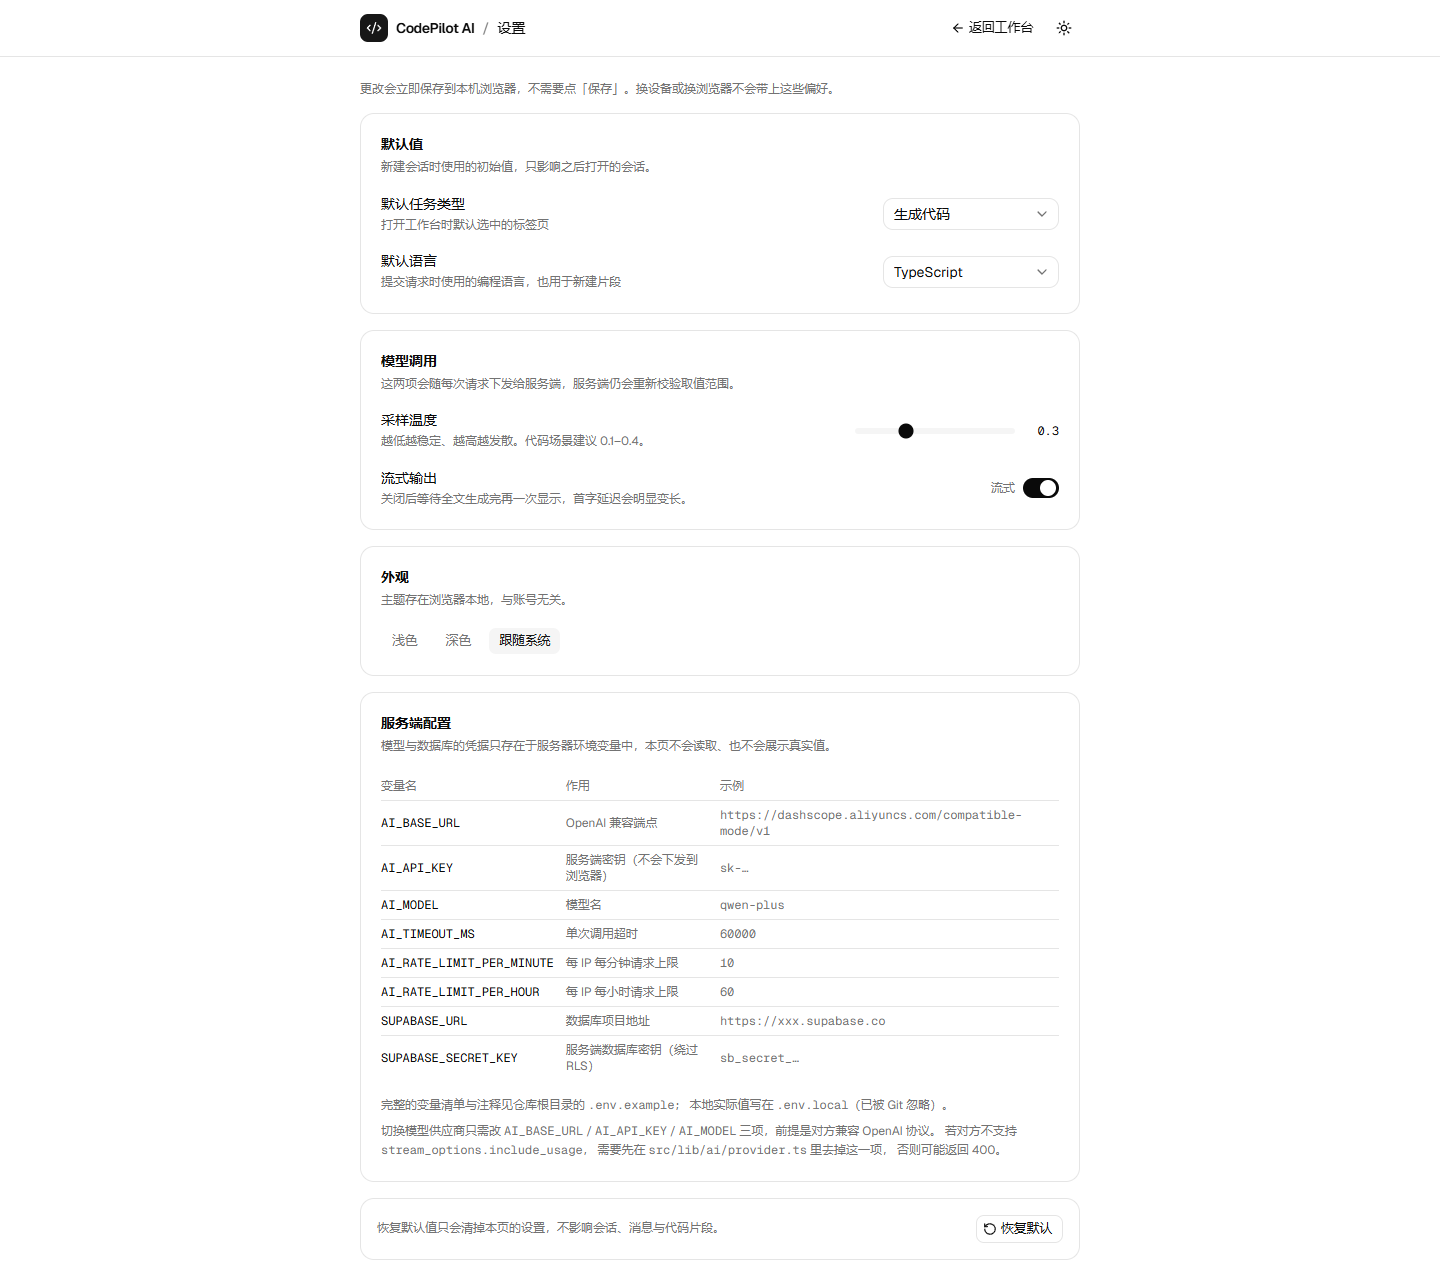 CodePilot AI / 设置
返回工作台
更改会立即保存到本机浏览器，不需要点「保存」。换设备或换浏览器不会带上这些偏好。
默认值
新建会话时使用的初始值，只影响之后打开的会话。
默认任务类型
打开工作台时默认选中的标签页
生成代码
默认语言
提交请求时使用的编程语言，也用于新建片段
TypeScript
模型调用
这两项会随每次请求下发给服务端，服务端仍会重新校验取值范围。
采样温度
越低越稳定、越高越发散。代码场景建议 0.1–0.4。
0.3
流式输出
关闭后等待全文生成完再一次显示，首字延迟会明显变长。
流式
外观
主题存在浏览器本地，与账号无关。
浅色 深色 跟随系统
服务端配置
模型与数据库的凭据只存在于服务器环境变量中，本页不会读取、也不会展示真实值。
变量名 作用 示例
AI_BASE_URL OpenAI 兼容端点 https://dashscope.aliyuncs.com/compatible-
mode/v1
AI_API_KEY 服务端密钥（不会下发到
浏览器） sk-…
AI_MODEL 模型名 qwen-plus
AI_TIMEOUT_MS 单次调用超时 60000
AI_RATE_LIMIT_PER_MINUTE 每 IP 每分钟请求上限 10
AI_RATE_LIMIT_PER_HOUR 每 IP 每小时请求上限 60
SUPABASE_URL 数据库项目地址 https://xxx.supabase.co
SUPABASE_SECRET_KEY 服务端数据库密钥（绕过
RLS） sb_secret_…
完整的变量清单与注释见仓库根目录的 .env.example； 本地实际值写在 .env.local（已被 Git 忽略）。
切换模型供应商只需改 AI_BASE_URL / AI_API_KEY / AI_MODEL 三项，前提是对方兼容 OpenAI 协议。 若对方不支持
stream_options.include_usage， 需要先在 src/lib/ai/provider.ts 里去掉这一项， 否则可能返回 400。
恢复默认值只会清掉本页的设置，不影响会话、消息与代码片段。
恢复默认